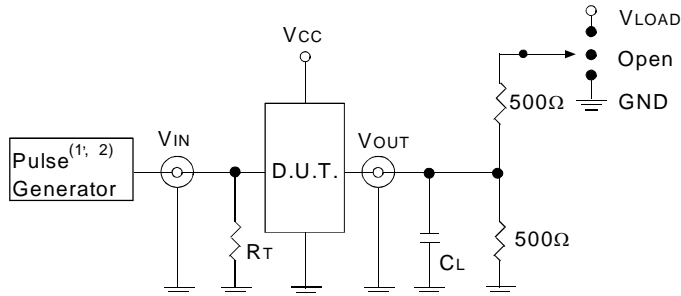 VLOAD
VCC
Open
500Ω
GND
VIN
VOUT
Pulse(1, 2)
Generator
D.U.T.
RT
CL
500Ω